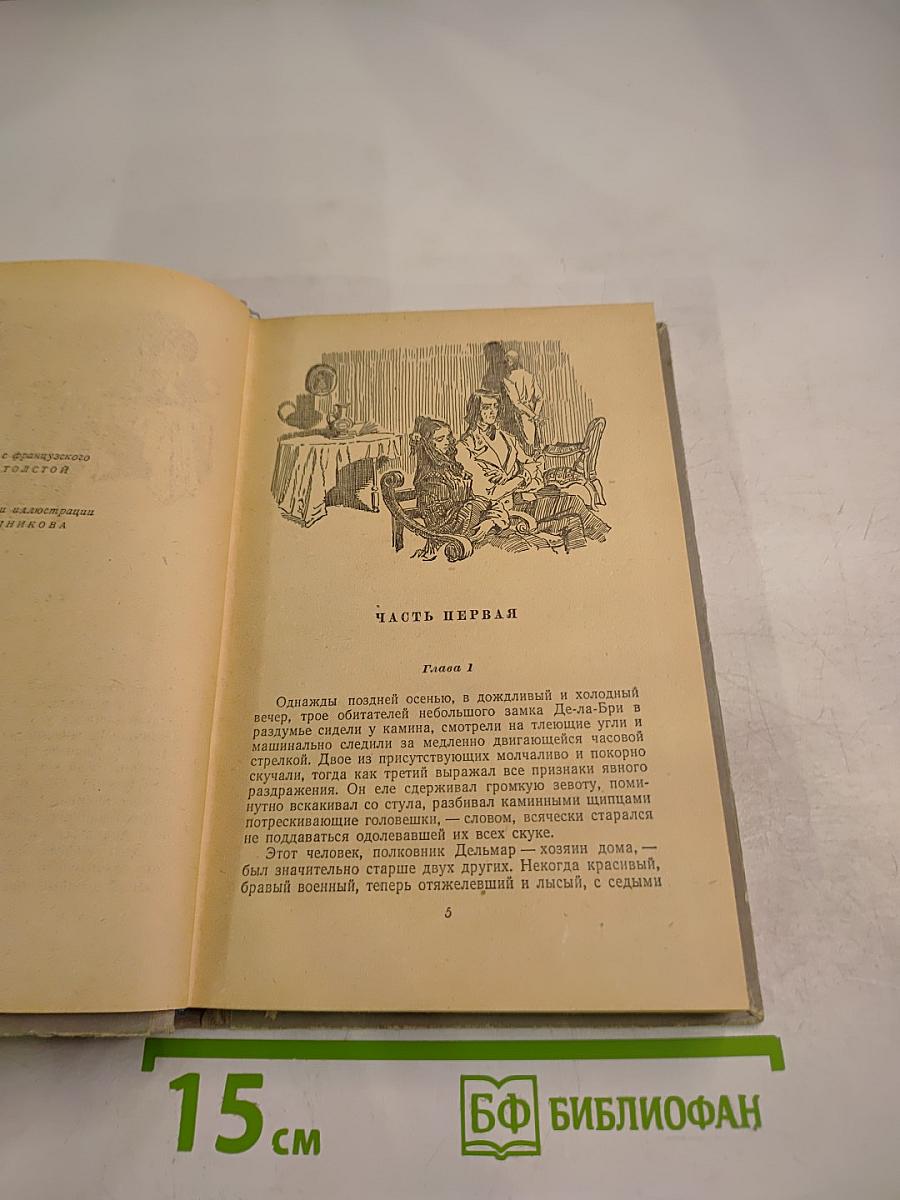 с французского
ТОЛСТОЙ
и иллюстрации
НИКОВА
ЧАСТЬ ПЕРВАЯ
Глава 1
Однажды поздней осенью, в дождливый и холодный
вечер, трое обитателей небольшого замка Де-ла-Бри в
раздумье сидели у камина, смотрели на тлеющие угли и
машинально следили за медленно двигающейся часовой
стрелкой. Двое из присутствующих молчаливо и покорно
скучали, тогда как третий выражал все признаки явного
раздражения. Он еле сдерживал громкую зевоту, поми-
нутно вскакивал со стула, разбивал каминными щипцами
потрескивающие головешки, — словом, всячески старался
не поддаваться одолевавшей их всех скуке.
Этот человек, полковник Дельмар — хозяин дома, —
был значительно старше двух других. Некогда красивый,
бравый военный, теперь отяжелевший и лысый, с седыми
5
15 см
БФ БИБЛИОФАН